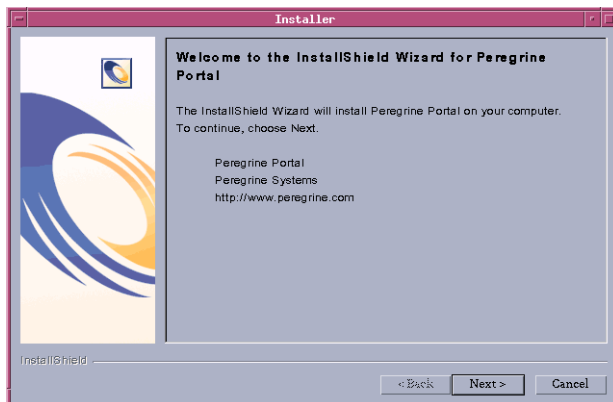 Installer
Welcome to the InstallShield Wizard for Peregrine
Portal
The InstallShield Wizard will install Peregrine Portal on your computer.
To continue, choose Next.
Peregrine Portal
Peregrine Systems
http://www.peregrine.com
InstallShield
< Back Next > Cancel